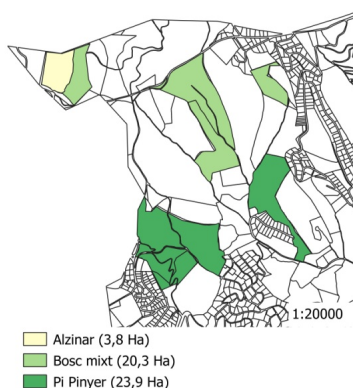 1:20000
Alzinar (3,8 Ha)
Bosc mixt (20,3 Ha)
Pi Pinyer (23,9 Ha)